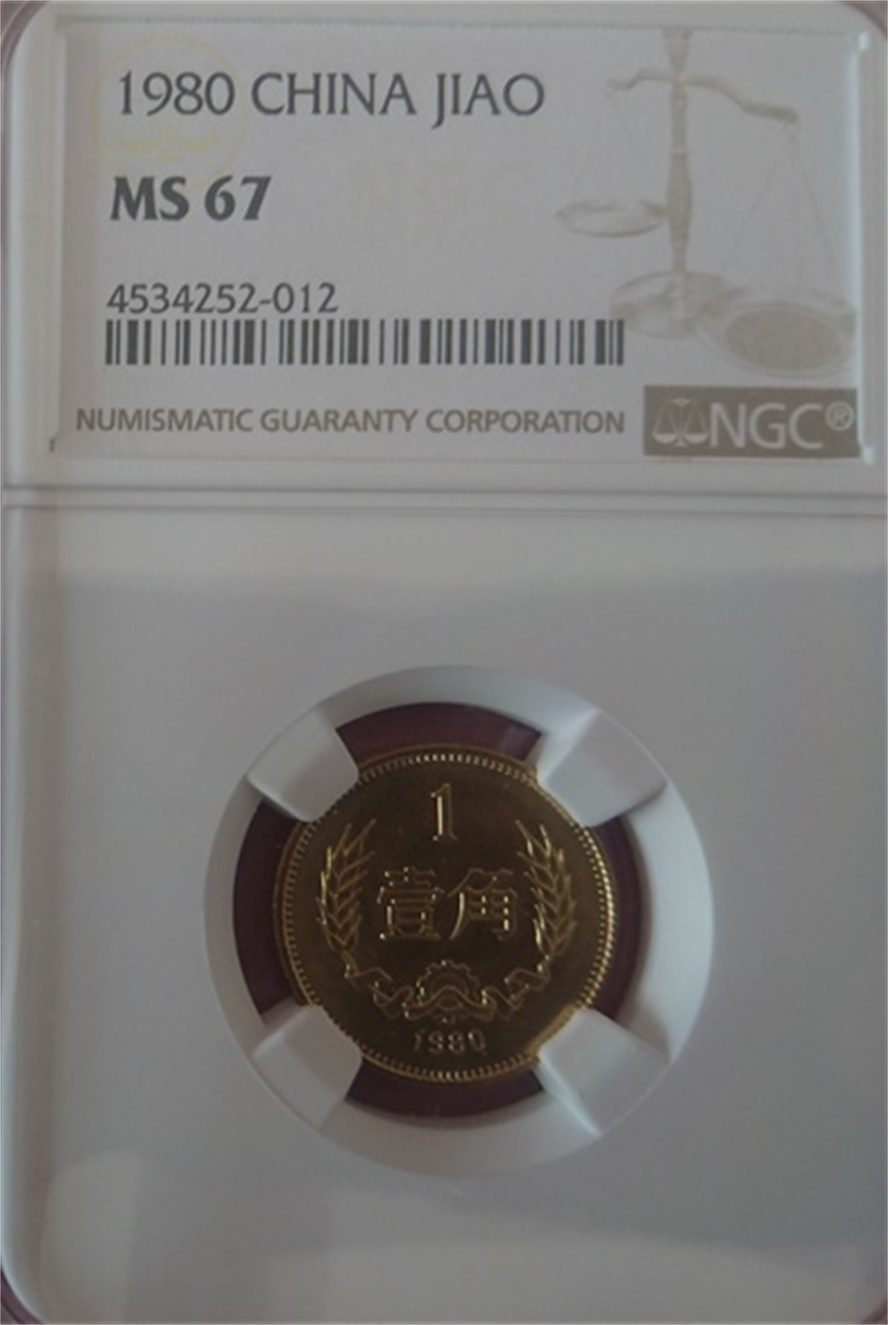 1980 CHINA JIAO
MS 67
4534252-012
NUMISMATIC GUARANTY CORPORATION
NGC®
1
壹角
1980